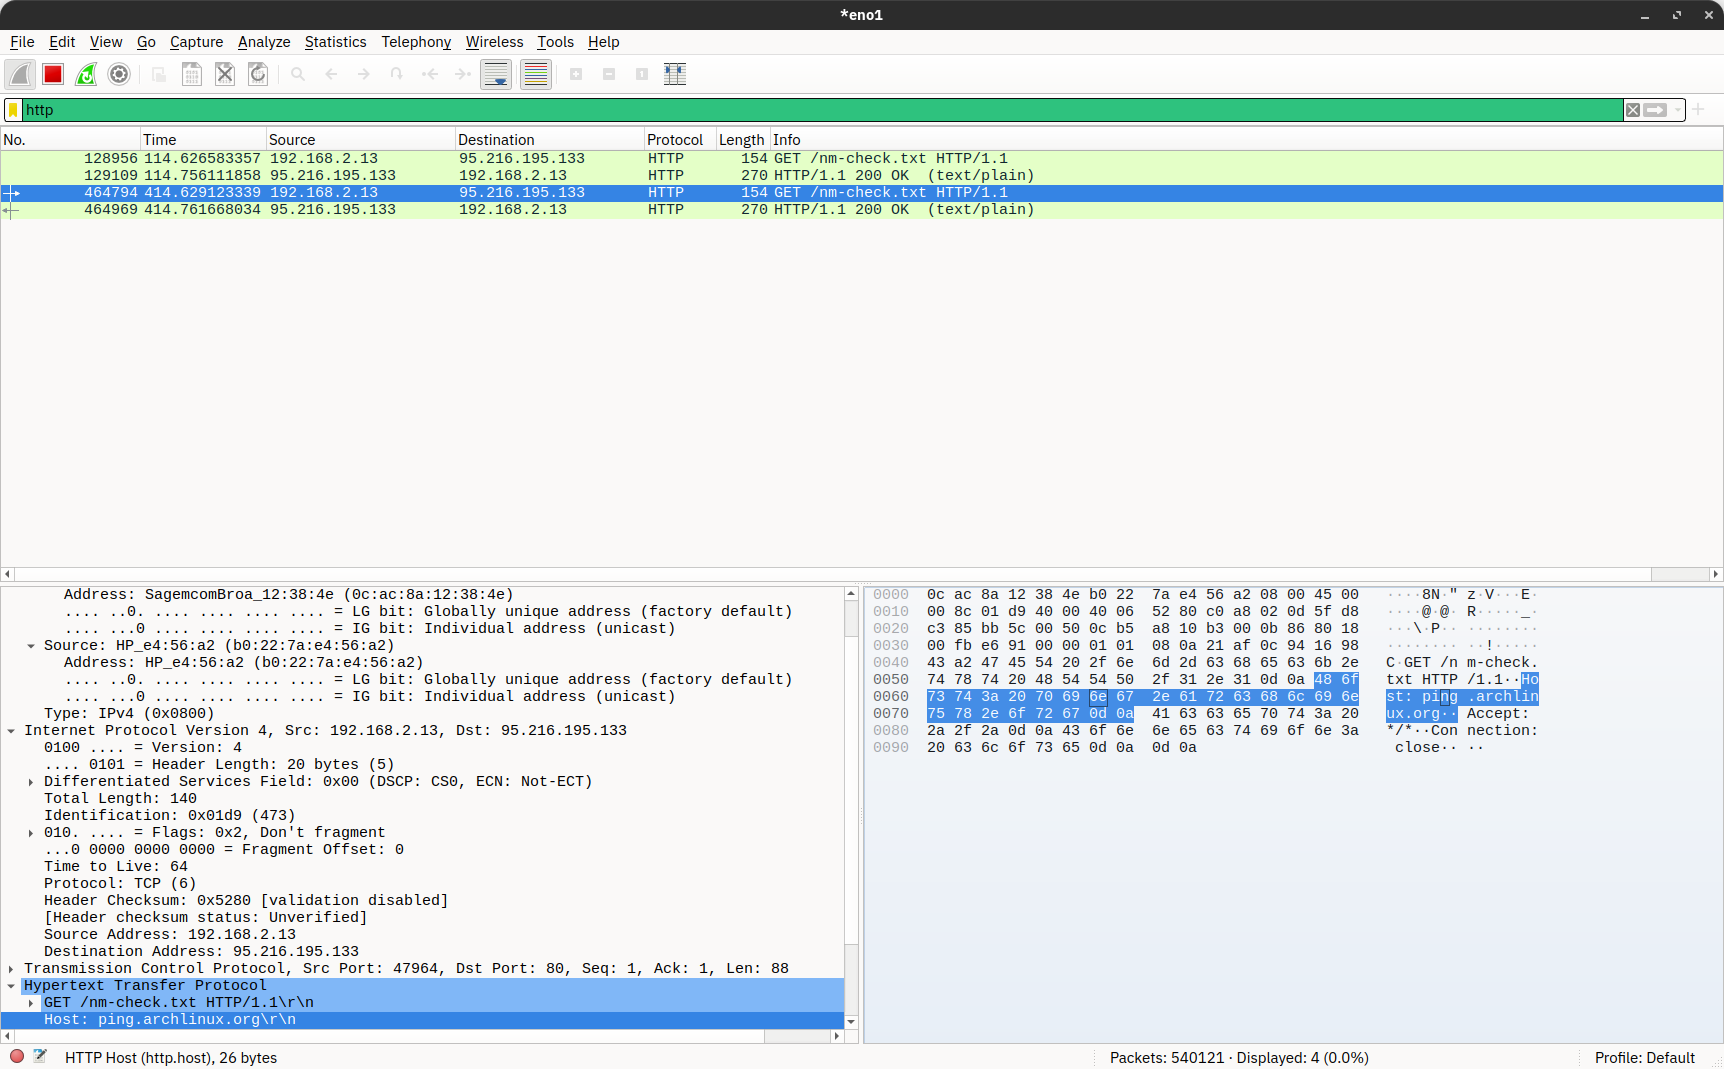 *eno1
File Edit View Go Capture Analyze Statistics Telephony Wireless Tools Help
http
No. Time Source Destination Protocol Length Info
128956 114.626583357 192.168.2.13 95.216.195.133 HTTP 154 GET /nm-check.txt HTTP/1.1
129109 114.756111858 95.216.195.133 192.168.2.13 HTTP 270 HTTP/1.1 200 OK  (text/plain)
464794 414.629123339 192.168.2.13 95.216.195.133 HTTP 154 GET /nm-check.txt HTTP/1.1
464969 414.761668034 95.216.195.133 192.168.2.13 HTTP 270 HTTP/1.1 200 OK  (text/plain)
Address: SagemcomBroa_12:38:4e (0c:ac:8a:12:38:4e)
.... ..0. .... .... .... .... = LG bit: Globally unique address (factory default)
.... ...0 .... .... .... .... = IG bit: Individual address (unicast)
Source: HP_e4:56:a2 (b0:22:7a:e4:56:a2)
Address: HP_e4:56:a2 (b0:22:7a:e4:56:a2)
.... ..0. .... .... .... .... = LG bit: Globally unique address (factory default)
.... ...0 .... .... .... .... = IG bit: Individual address (unicast)
Type: IPv4 (0x0800)
Internet Protocol Version 4, Src: 192.168.2.13, Dst: 95.216.195.133
0100 .... = Version: 4
.... 0101 = Header Length: 20 bytes (5)
Differentiated Services Field: 0x00 (DSCP: CS0, ECN: Not-ECT)
Total Length: 140
Identification: 0x01d9 (473)
010. .... = Flags: 0x2, Don't fragment
...0 0000 0000 0000 = Fragment Offset: 0
Time to Live: 64
Protocol: TCP (6)
Header Checksum: 0x5280 [validation disabled]
[Header checksum status: Unverified]
Source Address: 192.168.2.13
Destination Address: 95.216.195.133
Transmission Control Protocol, Src Port: 47964, Dst Port: 80, Seq: 1, Ack: 1, Len: 88
Hypertext Transfer Protocol
GET /nm-check.txt HTTP/1.1\r\n
Host: ping.archlinux.org\r\n
0000 0c ac 8a 12 38 4e b0 22 7a e4 56 a2 08 00 45 00 ····8N·" z·V···E·
0010 00 8c 01 d9 40 00 40 06 52 80 c0 a8 02 0d 5f d8 ····@·@· R·····_·
0020 c3 85 bb 5c 00 50 0c b5 a8 10 b3 00 0b 86 80 18 ···\·P·· ········
0030 00 fb e6 91 00 00 01 01 08 0a 21 af 0c 94 16 98 ········ ··!·····
0040 43 a2 47 45 54 20 2f 6e 6d 2d 63 68 65 63 6b 2e C·GET /n m-check.
0050 74 78 74 20 48 54 54 50 2f 31 2e 31 0d 0a 48 6f txt HTTP /1.1··Ho
0060 73 74 3a 20 70 69 6e 67 2e 61 72 63 68 6c 69 6e st: ping .archlin
0070 75 78 2e 6f 72 67 0d 0a 41 63 63 65 70 74 3a 20 ux.org·· Accept:
0080 2a 2f 2a 0d 0a 43 6f 6e 6e 65 63 74 69 6f 6e 3a */*··Con nection:
0090 20 63 6c 6f 73 65 0d 0a 0d 0a close·· ··
HTTP Host (http.host), 26 bytes
Packets: 540121 · Displayed: 4 (0.0%)
Profile: Default